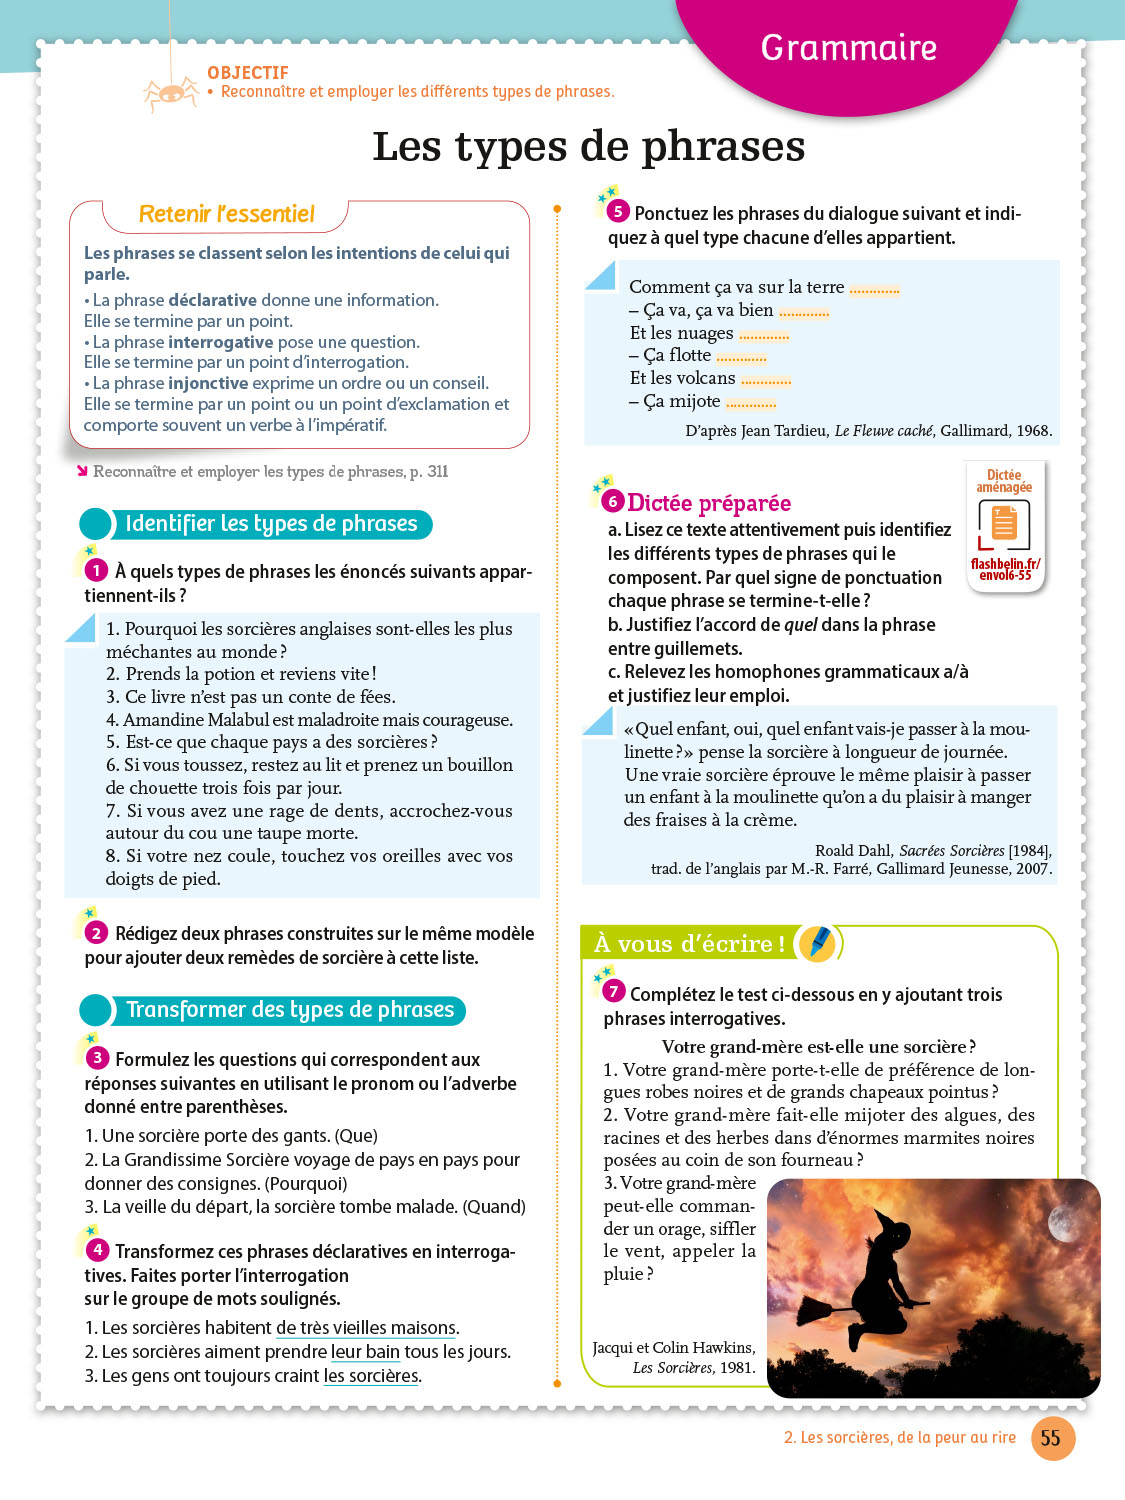 Grammaire
OBJECTIF
• Reconnaître et employer les différents types de phrases.
Les types de phrases
Retenir l'essentiel
Les phrases se classent selon les intentions de celui qui
parle.
• La phrase déclarative donne une information.
Elle se termine par un point.
• La phrase interrogative pose une question.
Elle se termine par un point d'interrogation.
• La phrase injonctive exprime un ordre ou un conseil.
Elle se termine par un point ou un point d'exclamation et
comporte souvent un verbe à l'impératif.
Reconnaître et employer les types de phrases, p. 311
Identifier les types de phrases
1 À quels types de phrases les énoncés suivants appar-
tiennent-ils ?
1. Pourquoi les sorcières anglaises sont-elles les plus
méchantes au monde ?
2. Prends la potion et reviens vite !
3. Ce livre n'est pas un conte de fées.
4. Amandine Malabul est maladroite mais courageuse.
5. Est-ce que chaque pays a des sorcières ?
6. Si vous toussez, restez au lit et prenez un bouillon
de chouette trois fois par jour.
7. Si vous avez une rage de dents, accrochez-vous
autour du cou une taupe morte.
8. Si votre nez coule, touchez vos oreilles avec vos
doigts de pied.
2 Rédigez deux phrases construites sur le même modèle
pour ajouter deux remèdes de sorcière à cette liste.
Transformer des types de phrases
3 Formulez les questions qui correspondent aux
réponses suivantes en utilisant le pronom ou l'adverbe
donné entre parenthèses.
1. Une sorcière porte des gants. (Que)
2. La Grandissime Sorcière voyage de pays en pays pour
donner des consignes. (Pourquoi)
3. La veille du départ, la sorcière tombe malade. (Quand)
4 Transformez ces phrases déclaratives en interroga-
tives. Faites porter l'interrogation
sur le groupe de mots soulignés.
1. Les sorcières habitent de très vieilles maisons.
2. Les sorcières aiment prendre leur bain tous les jours.
3. Les gens ont toujours craint les sorcières.
5 Ponctuez les phrases du dialogue suivant et indi-
quez à quel type chacune d'elles appartient.
Comment ça va sur la terre .............
– Ça va, ça va bien .............
Et les nuages .............
– Ça flotte .............
Et les volcans .............
– Ça mijote .............
D'après Jean Tardieu, Le Fleuve caché, Gallimard, 1968.
6 Dictée préparée
a. Lisez ce texte attentivement puis identifiez
les différents types de phrases qui le
composent. Par quel signe de ponctuation
chaque phrase se termine-t-elle ?
b. Justifiez l'accord de quel dans la phrase
entre guillemets.
c. Relevez les homophones grammaticaux a/à
et justifiez leur emploi.
Dictée
aménagée
flashbelin.fr/
envol6-55
« Quel enfant, oui, quel enfant vais-je passer à la mou-
linette ? » pense la sorcière à longueur de journée.
Une vraie sorcière éprouve le même plaisir à passer
un enfant à la moulinette qu'on a du plaisir à manger
des fraises à la crème.
Roald Dahl, Sacrées Sorcières [1984],
trad. de l'anglais par M.-R. Farré, Gallimard Jeunesse, 2007.
À vous d'écrire !
7 Complétez le test ci-dessous en y ajoutant trois
phrases interrogatives.
Votre grand-mère est-elle une sorcière ?
1. Votre grand-mère porte-t-elle de préférence de lon-
gues robes noires et de grands chapeaux pointus ?
2. Votre grand-mère fait-elle mijoter des algues, des
racines et des herbes dans d'énormes marmites noires
posées au coin de son fourneau ?
3. Votre grand-mère
peut-elle comman-
der un orage, siffler
le vent, appeler la
pluie ?
Jacqui et Colin Hawkins,
Les Sorcières, 1981.
2. Les sorcières, de la peur au rire 55